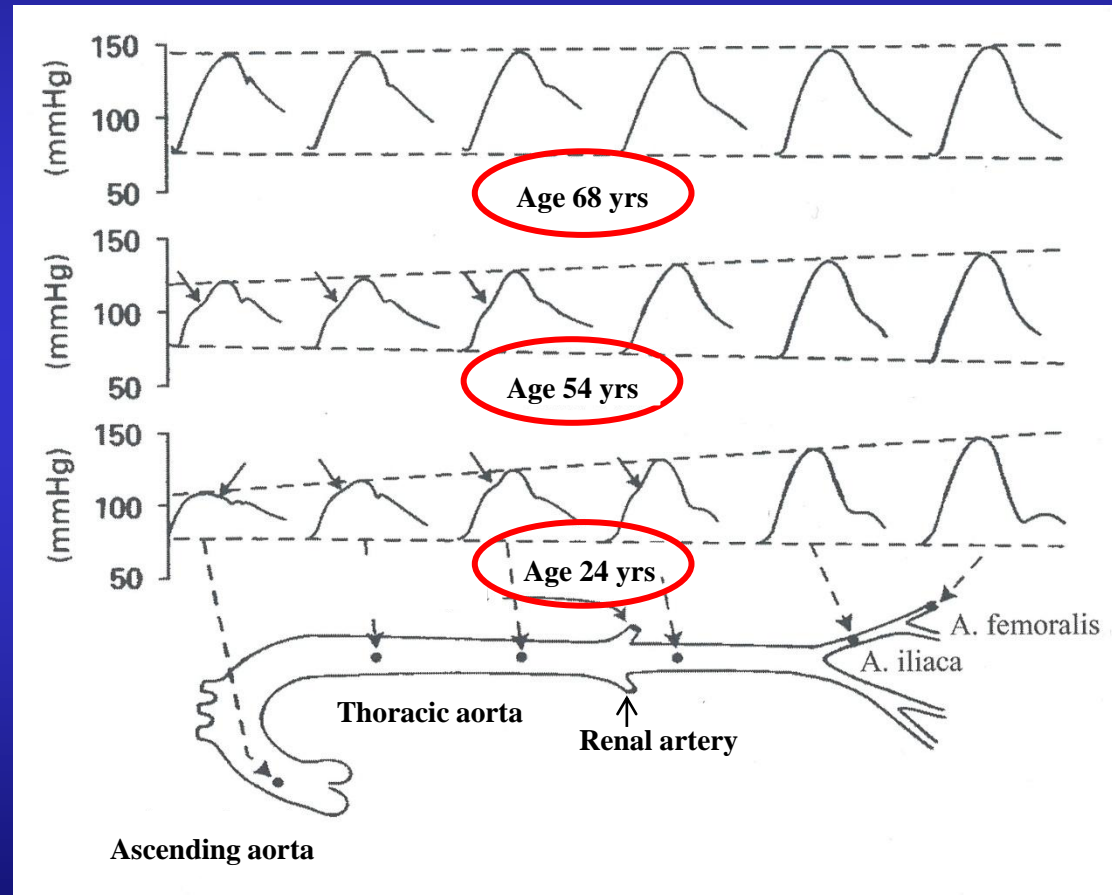 150
100
50
(mmHg)
Age 68 yrs
150
100
50
(mmHg)
Age 54 yrs
150
100
50
(mmHg)
Age 24 yrs
A. femoralis
A. iliaca
Thoracic aorta
Renal artery
Ascending aorta